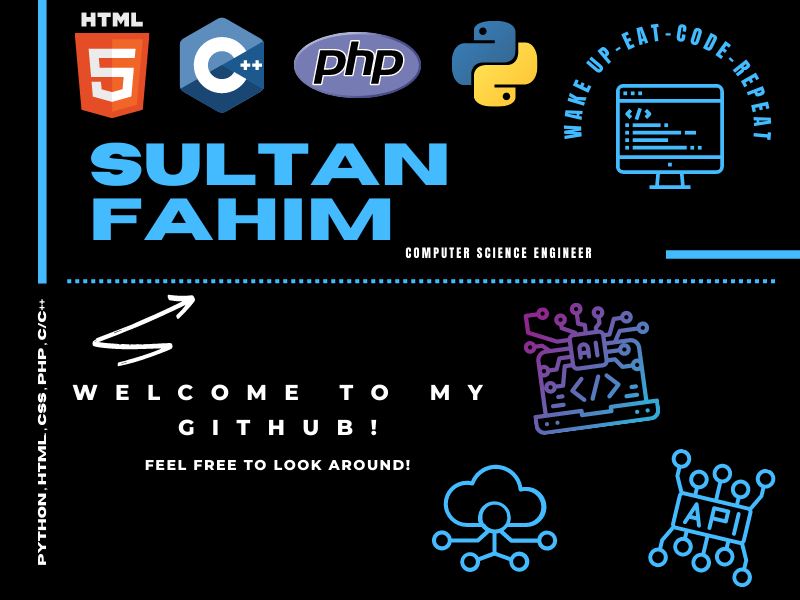 HTML
5
C++
php
WAKE UP-EAT-CODE-REPEAT
</>
SULTAN
FAHIM
COMPUTER SCIENCE ENGINEER
PYTHON,HTML,CSS,PHP,C/C++
AI
</>
WELCOME TO MY
GITHUB!
FEEL FREE TO LOOK AROUND!
API